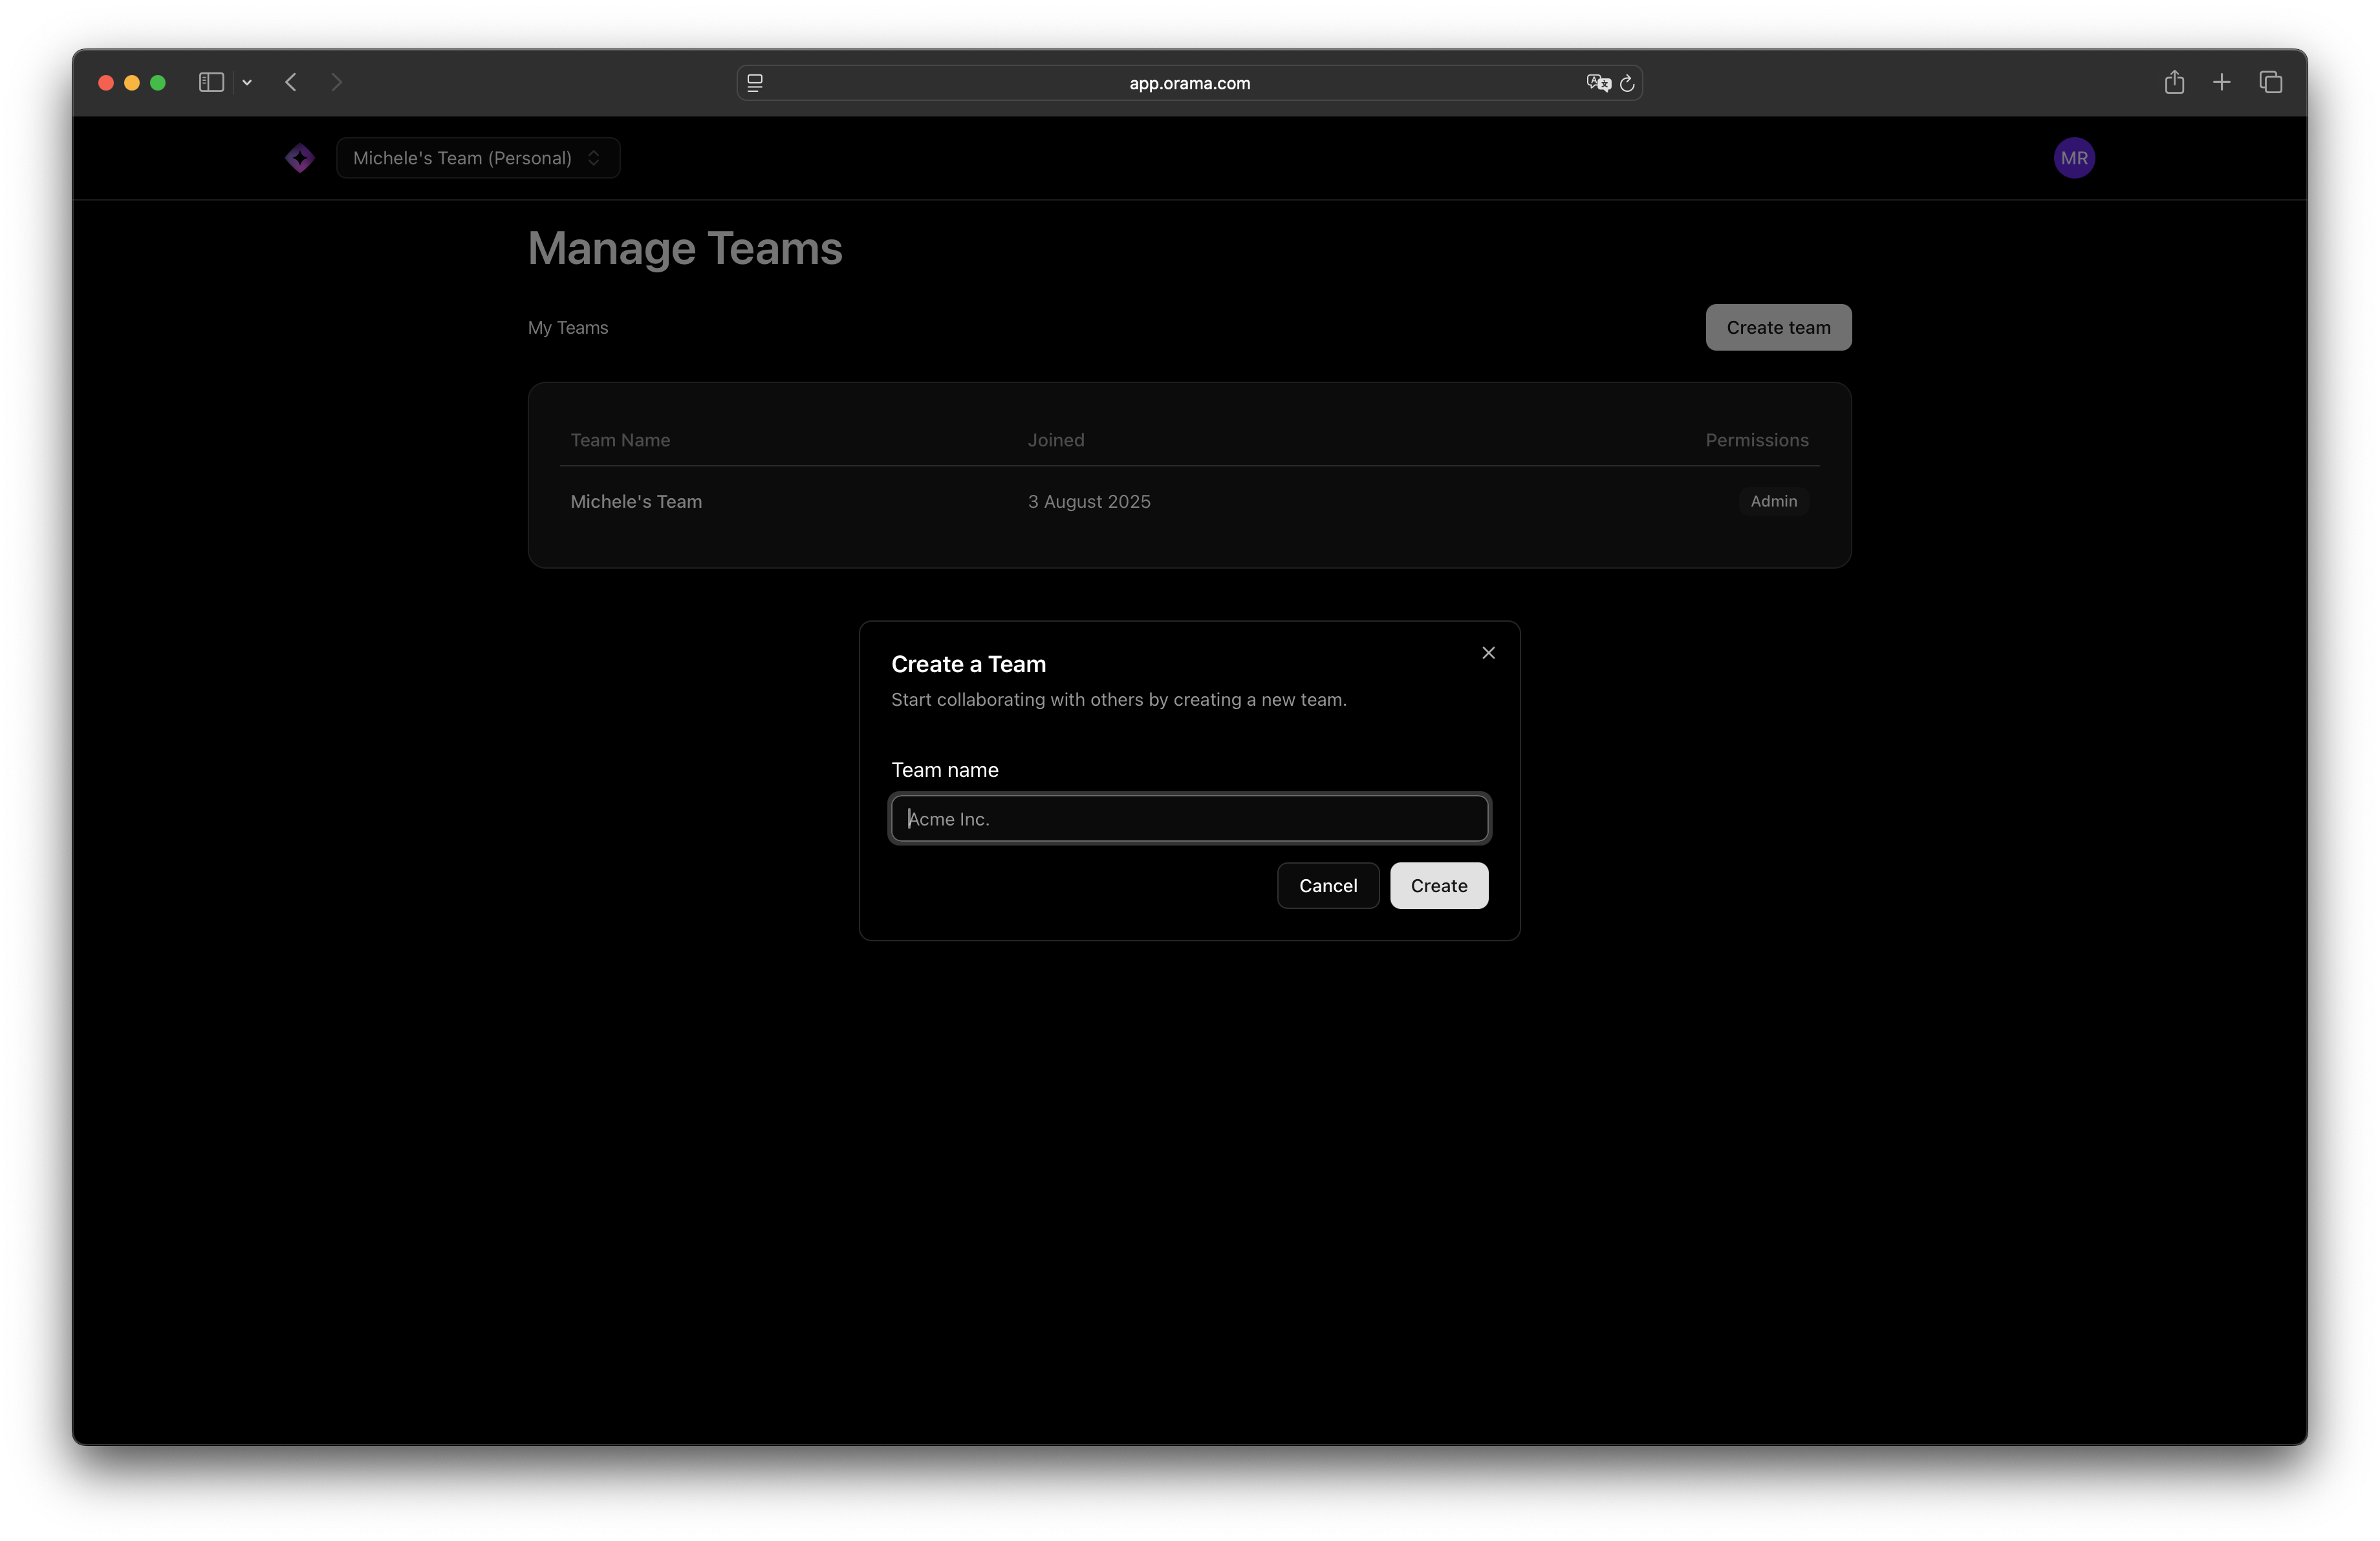 app.orama.com
Michele's Team (Personal)
MR
Manage Teams
My Teams
Create team
Team Name Joined Permissions
Michele's Team 3 August 2025 Admin
Create a Team
Start collaborating with others by creating a new team.
Team name
Acme Inc.
Cancel Create